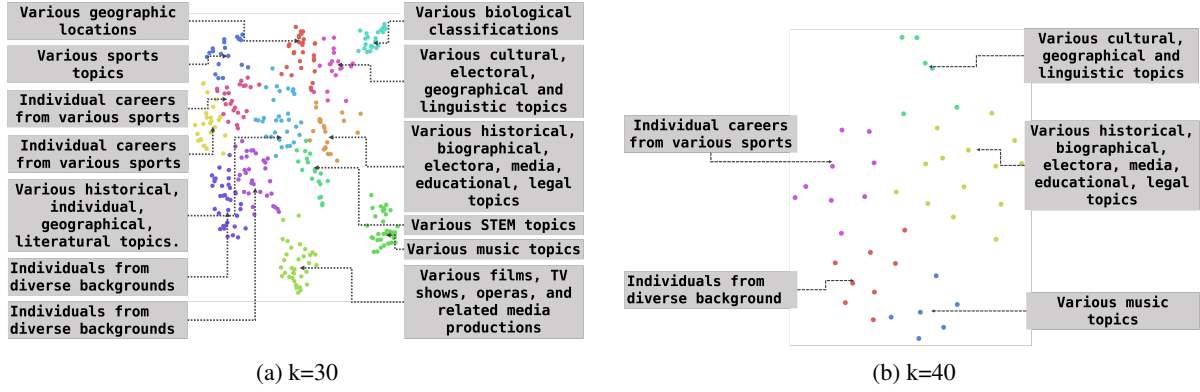 Various geographic
locations
Various sports
topics
Individual careers
from various sports
Individual careers
from various sports
Various historical,
individual,
geographical,
literatural topics.
Individuals from
diverse backgrounds
Individuals from
diverse backgrounds
Various biological
classifications
Various cultural,
electoral,
geographical and
linguistic topics
Various historical,
biographical,
electora, media,
educational, legal
topics
Various STEM topics
Various music topics
Various films, TV
shows, operas, and
related media
productions
(a) k=30
Individual careers
from various sports
Individuals from
diverse background
Various cultural,
geographical and
linguistic topics
Various historical,
biographical,
electora, media,
educational, legal
topics
Various music
topics
(b) k=40